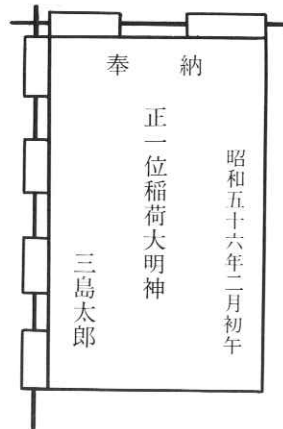 奉納
昭和五十六年二月初午
正一位稲荷大明神
三島太郎